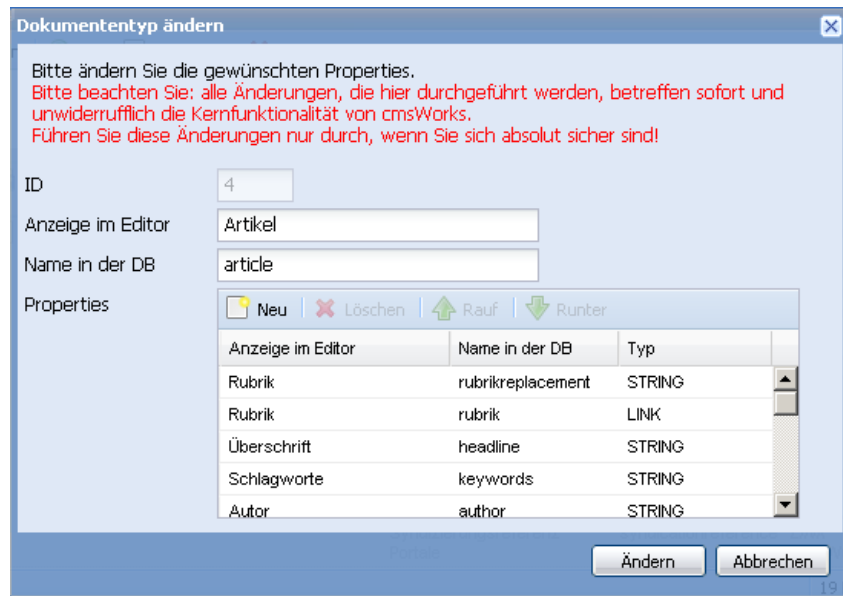 Dokumententyp ändern
Bitte ändern Sie die gewünschten Properties.
Bitte beachten Sie: alle Änderungen, die hier durchgeführt werden, betreffen sofort und
unwiderrufflich die Kernfunktionalität von cmsWorks.
Führen Sie diese Änderungen nur durch, wenn Sie sich absolut sicher sind!
ID 4
Anzeige im Editor Artikel
Name in der DB article
Properties Neu Löschen Rauf Runter
Anzeige im Editor Name in der DB Typ
Rubrik rubrikreplacement STRING
Rubrik rubrik LINK
Überschrift headline STRING
Schlagworte keywords STRING
Autor author STRING
Ändern Abbrechen
19